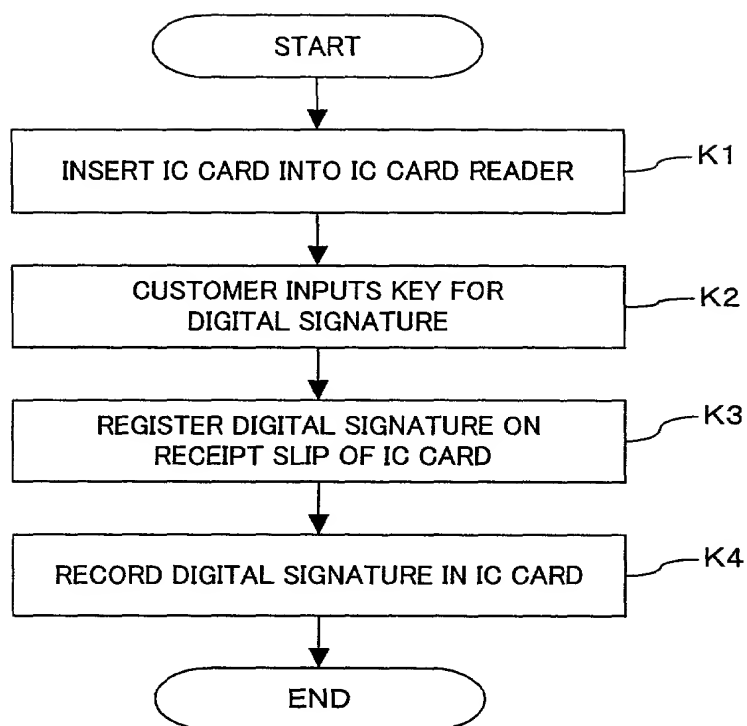 START
INSERT IC CARD INTO IC CARD READER
K1
CUSTOMER INPUTS KEY FOR
DIGITAL SIGNATURE
K2
REGISTER DIGITAL SIGNATURE ON
RECEIPT SLIP OF IC CARD
K3
RECORD DIGITAL SIGNATURE IN IC CARD
K4
END